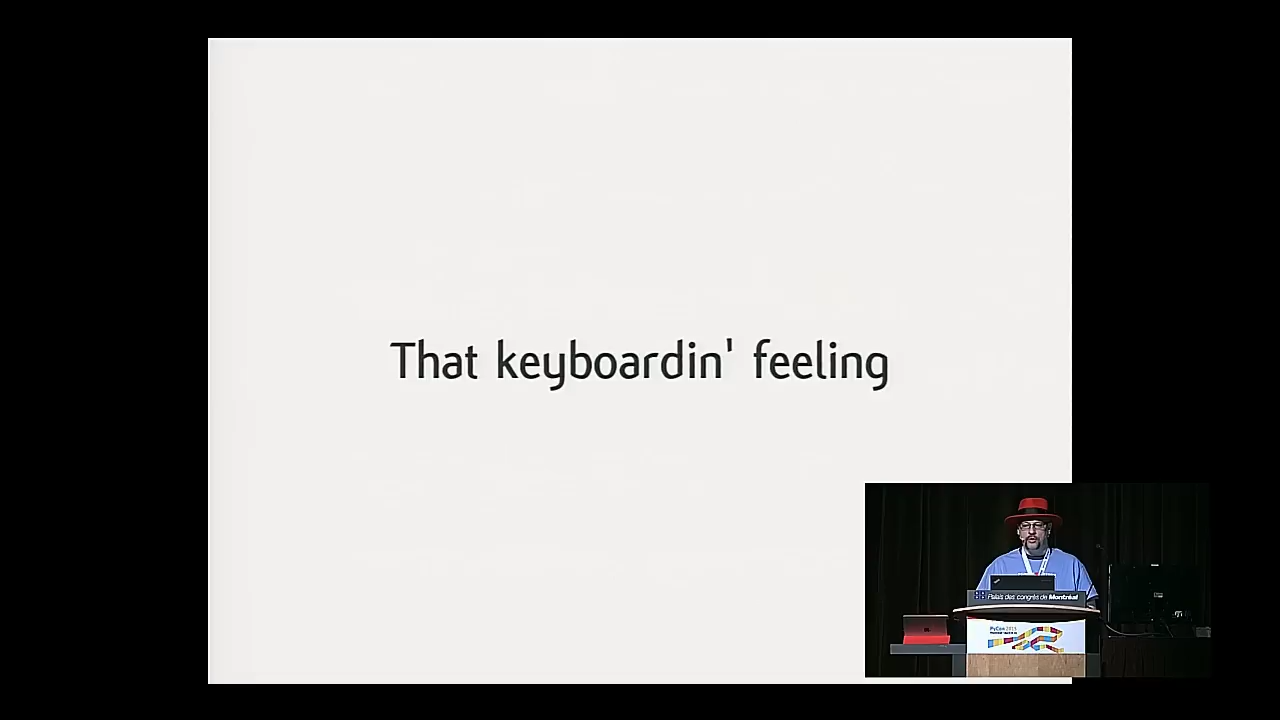 That keyboardin' feeling
Palais des congrès de Montréal
PyCon 2015